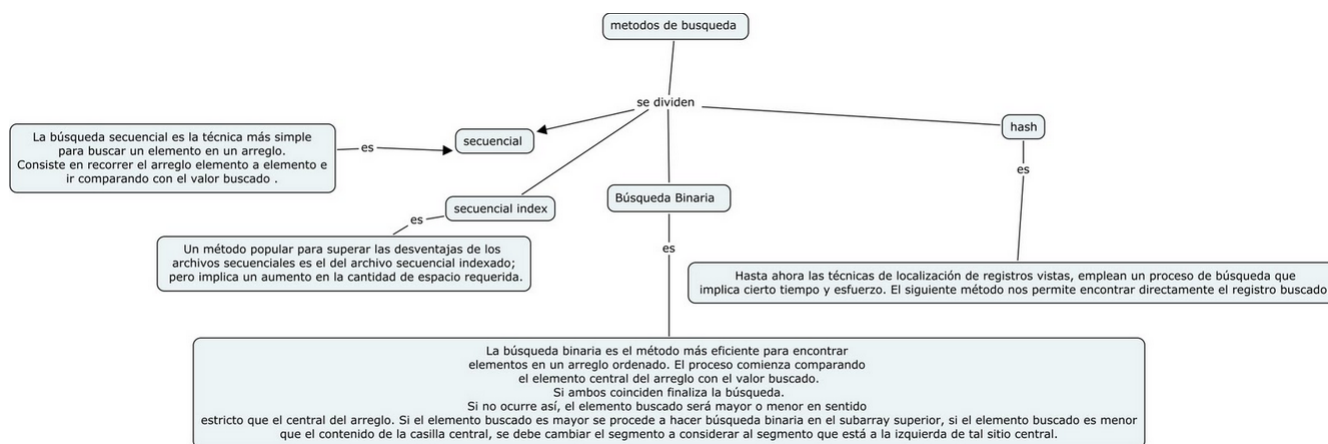 metodos de busqueda
se dividen
La búsqueda secuencial es la técnica más simple
para buscar un elemento en un arreglo.
Consiste en recorrer el arreglo elemento a elemento e
ir comparando con el valor buscado .
es
secuencial
hash
es
secuencial index
es
Un método popular para superar las desventajas de los
archivos secuenciales es el del archivo secuencial indexado;
pero implica un aumento en la cantidad de espacio requerida.
Búsqueda Binaria
es
Hasta ahora las técnicas de localización de registros vistas, emplean un proceso de búsqueda que
implica cierto tiempo y esfuerzo. El siguiente método nos permite encontrar directamente el registro buscado
La búsqueda binaria es el método más eficiente para encontrar
elementos en un arreglo ordenado. El proceso comienza comparando
el elemento central del arreglo con el valor buscado.
Si ambos coinciden finaliza la búsqueda.
Si no ocurre así, el elemento buscado será mayor o menor en sentido
estricto que el central del arreglo. Si el elemento buscado es mayor se procede a hacer búsqueda binaria en el subarray superior, si el elemento buscado es menor
que el contenido de la casilla central, se debe cambiar el segmento a considerar al segmento que está a la izquierda de tal sitio central.